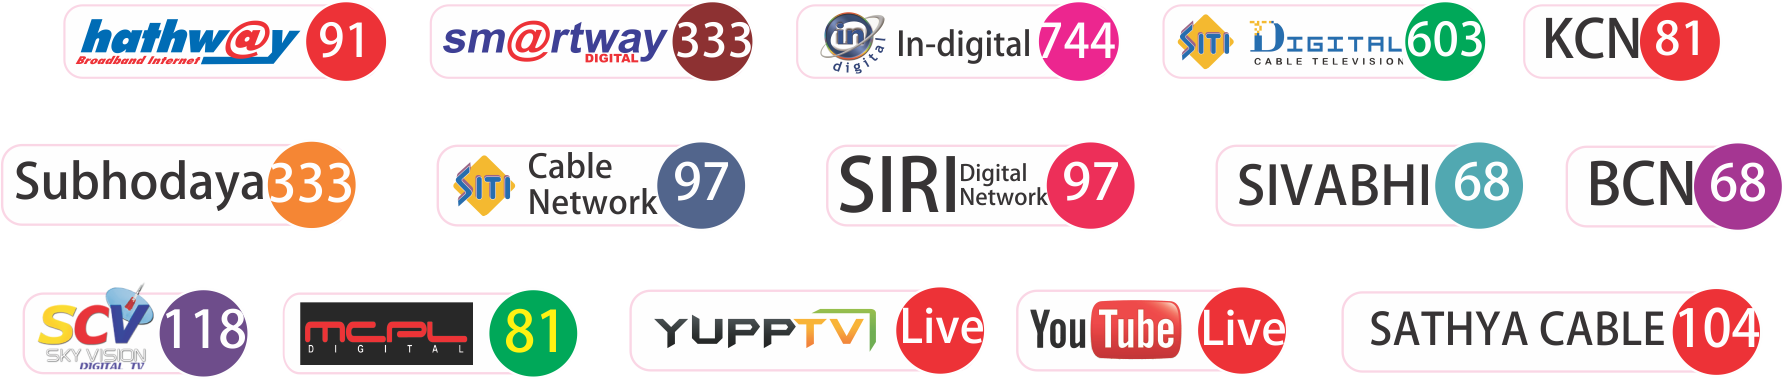 hathw@y 91
Broadband Internet
sm@rtway 333
DIGITAL
in digital In-digital 744
SITI DIGITAL 603
CABLE TELEVISION
KCN 81
Subhodaya 333
SITI Cable Network 97
SIRI Digital Network 97
SIVABHI 68
BCN 68
SCV 118
SKY VISION
DIGITAL TV
MCPL 81
DIGITAL
YUPPTV Live
YouTube Live
SATHYA CABLE 104